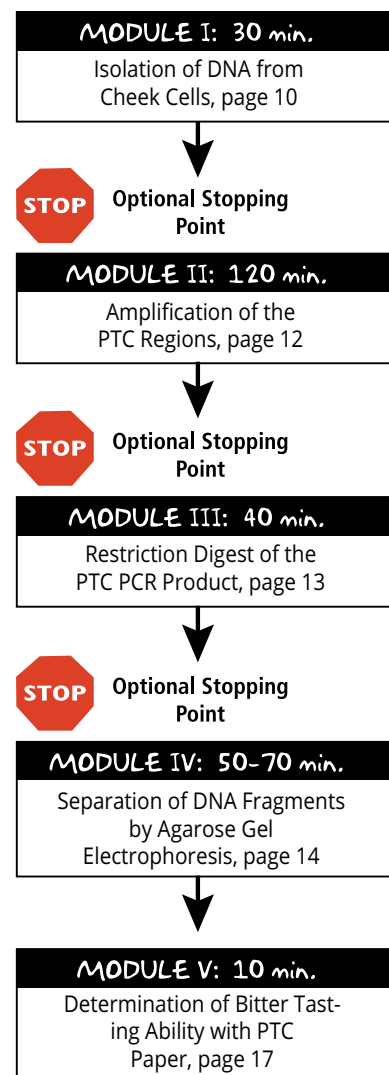 MODULE I: 30 min.
Isolation of DNA from
Cheek Cells, page 10
STOP
Optional Stopping
Point
MODULE II: 120 min.
Amplification of the
PTC Regions, page 12
STOP
Optional Stopping
Point
MODULE III: 40 min.
Restriction Digest of the
PTC PCR Product, page 13
STOP
Optional Stopping
Point
MODULE IV: 50-70 min.
Separation of DNA Fragments
by Agarose Gel
Electrophoresis, page 14
MODULE V: 10 min.
Determination of Bitter Tast-
ing Ability with PTC
Paper, page 17